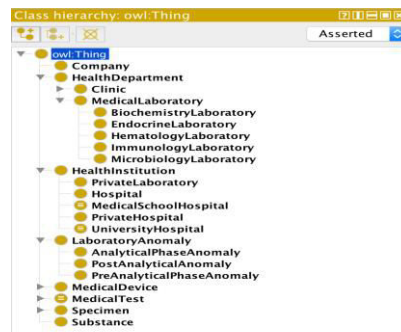 Class hierarchy: owl:Thing
Asserted
owl:Thing
Company
HealthDepartment
Clinic
MedicalLaboratory
BiochemistryLaboratory
EndocrineLaboratory
HematologyLaboratory
ImmunologyLaboratory
MicrobiologyLaboratory
HealthInstitution
PrivateLaboratory
Hospital
MedicalSchoolHospital
PrivateHospital
UniversityHospital
LaboratoryAnomaly
AnalyticalPhaseAnomaly
PostAnalyticalAnomaly
PreAnalyticalPhaseAnomaly
MedicalDevice
MedicalTest
Specimen
Substance